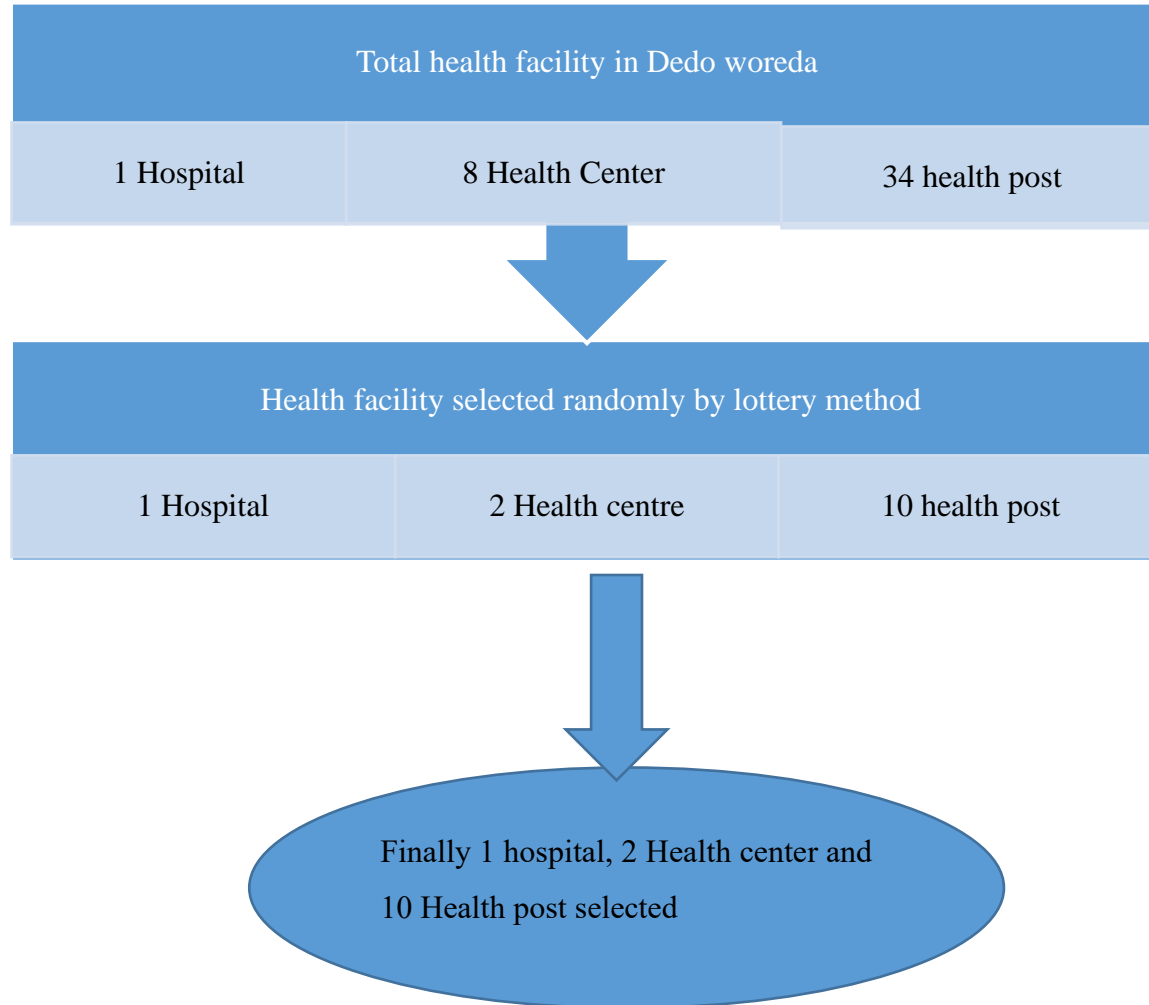 Total health facility in Dedo woreda
1 Hospital
8 Health Center
34 health post
Health facility selected randomly by lottery method
1 Hospital
2 Health centre
10 health post
Finally 1 hospital, 2 Health center and
10 Health post selected